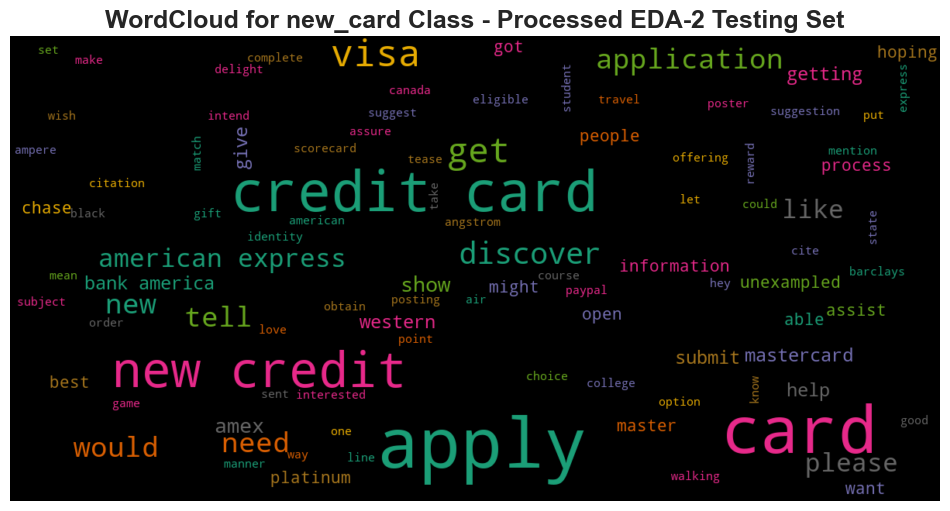 WordCloud for new_card Class - Processed EDA-2 Testing Set
set
make
delight
complete
visa
got
application
getting
hoping
canada
eligible
student
travel
poster
express
wish
intend
suggest
suggestion
put
ampere
match
give
assure
scorecard
tease
get
people
offering
reward
mention
process
citation
credit card
take
let
could
like
chase
black
gift
american
angstrom
state
identity
american express
discover
information
cite
mean
bank america
show
course
hey
unexampled
barclays
subject
new
obtain
posting
air
might
paypal
order
tell
love
western
point
open
able
assist
best
new credit
choice
college
submit
mastercard
game
sent
interested
option
know
help
would
amex
need
way
manner
one
line
apply
master
card
good
platinum
walking
please
want